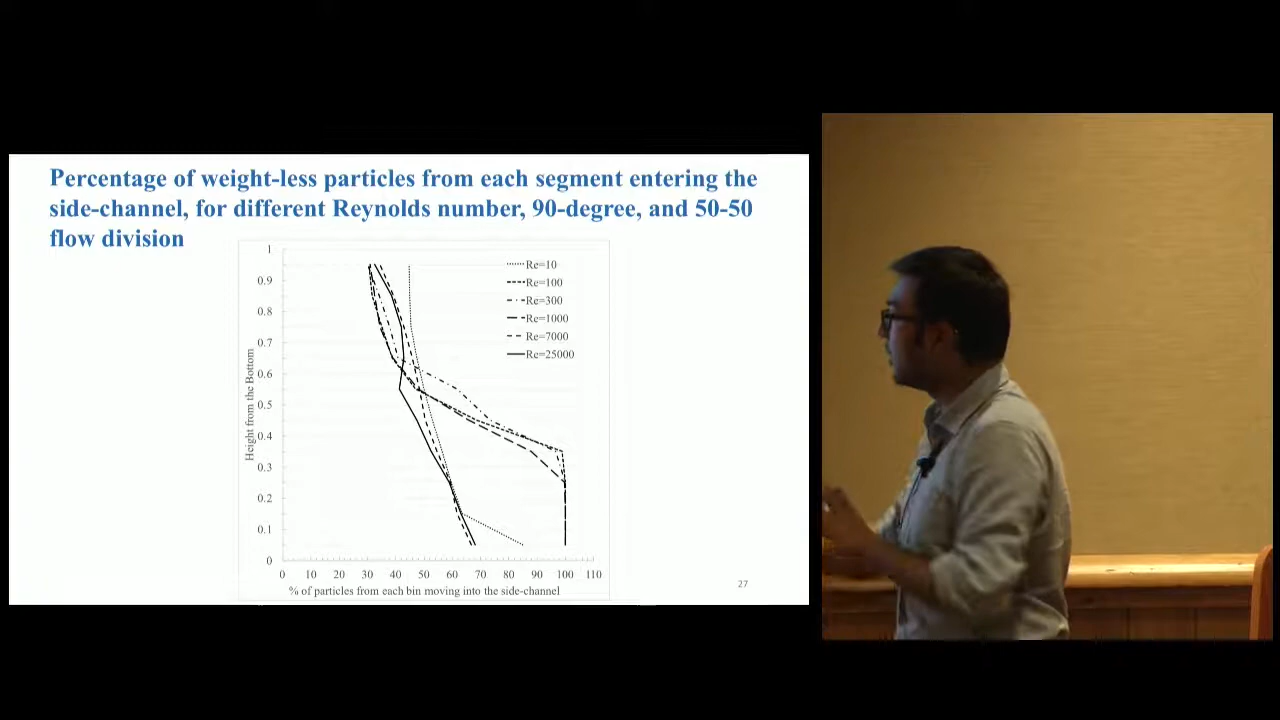 Percentage of weight-less particles from each segment entering the
side-channel, for different Reynolds number, 90-degree, and 50-50
flow division
1
0.9
0.8
0.7
0.6
0.5
0.4
0.3
0.2
0.1
0
Height from the Bottom
Re=10
Re=100
Re=300
Re=1000
Re=7000
Re=25000
0 10 20 30 40 50 60 70 80 90 100 110
% of particles from each bin moving into the side-channel
27